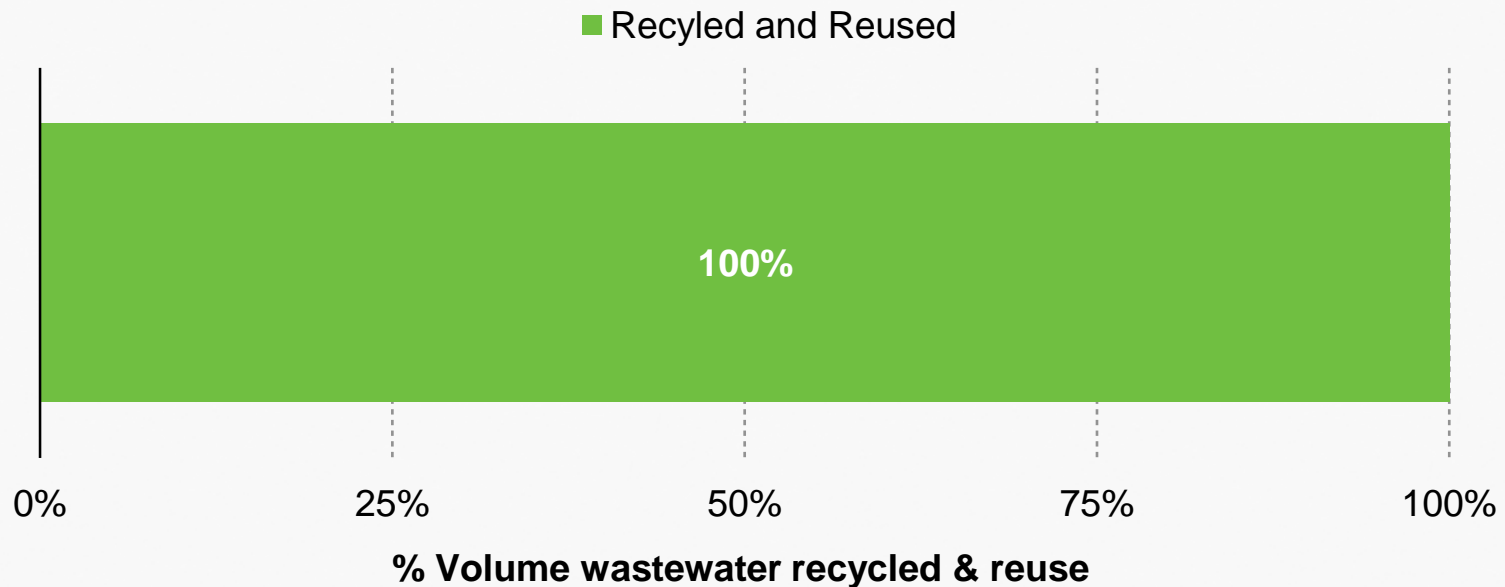 Recyled and Reused
100%
0% 25% 50% 75% 100%
% Volume wastewater recycled & reuse